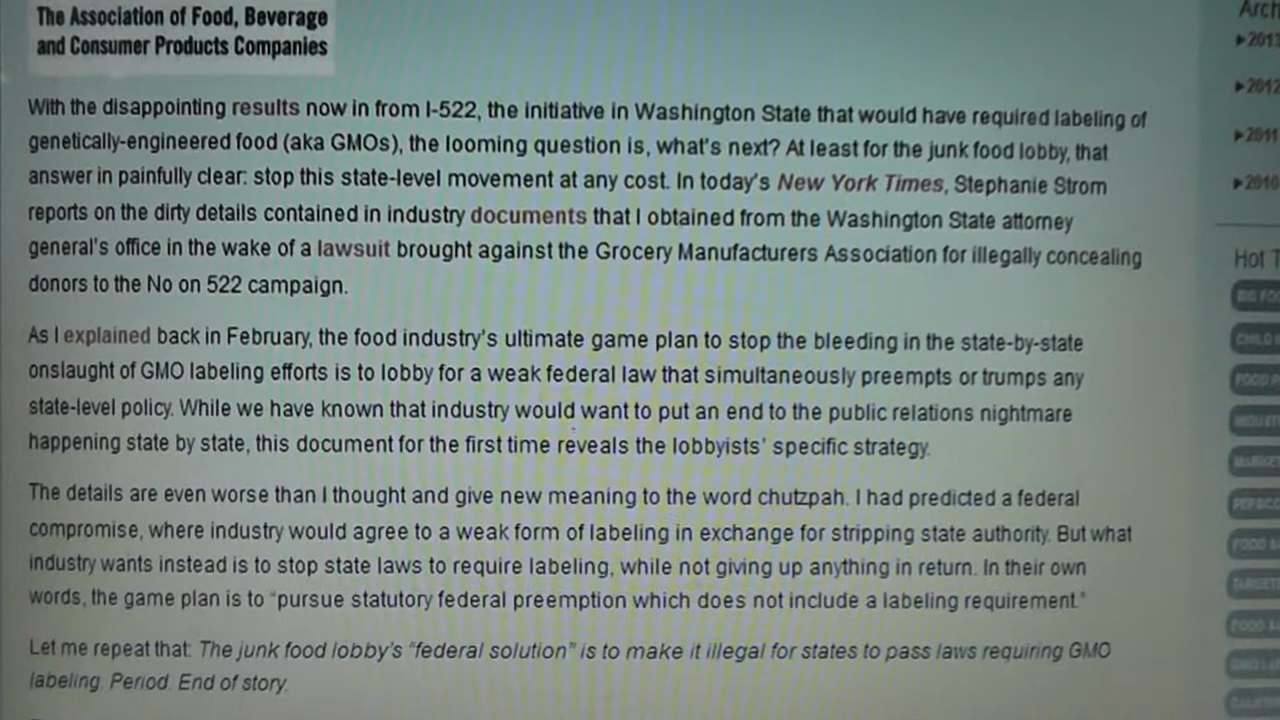 The Association of Food, Beverage
and Consumer Products Companies
With the disappointing results now in from I-522, the initiative in Washington State that would have required labeling of
genetically-engineered food (aka GMOs), the looming question is, what's next? At least for the junk food lobby, that
answer in painfully clear: stop this state-level movement at any cost. In today's New York Times, Stephanie Strom
reports on the dirty details contained in industry documents that I obtained from the Washington State attorney
general's office in the wake of a lawsuit brought against the Grocery Manufacturers Association for illegally concealing
donors to the No on 522 campaign.
As I explained back in February, the food industry's ultimate game plan to stop the bleeding in the state-by-state
onslaught of GMO labeling efforts is to lobby for a weak federal law that simultaneously preempts or trumps any
state-level policy. While we have known that industry would want to put an end to the public relations nightmare
happening state by state, this document for the first time reveals the lobbyists' specific strategy.
The details are even worse than I thought and give new meaning to the word chutzpah. I had predicted a federal
compromise, where industry would agree to a weak form of labeling in exchange for stripping state authority. But what
industry wants instead is to stop state laws to require labeling, while not giving up anything in return. In their own
words, the game plan is to "pursue statutory federal preemption which does not include a labeling requirement."
Let me repeat that: The junk food lobby's "federal solution" is to make it illegal for states to pass laws requiring GMO
labeling. Period. End of story.
Arch
▶2012
▶2011
▶2010
Hot T
BIG FO
CHILD
FOOD